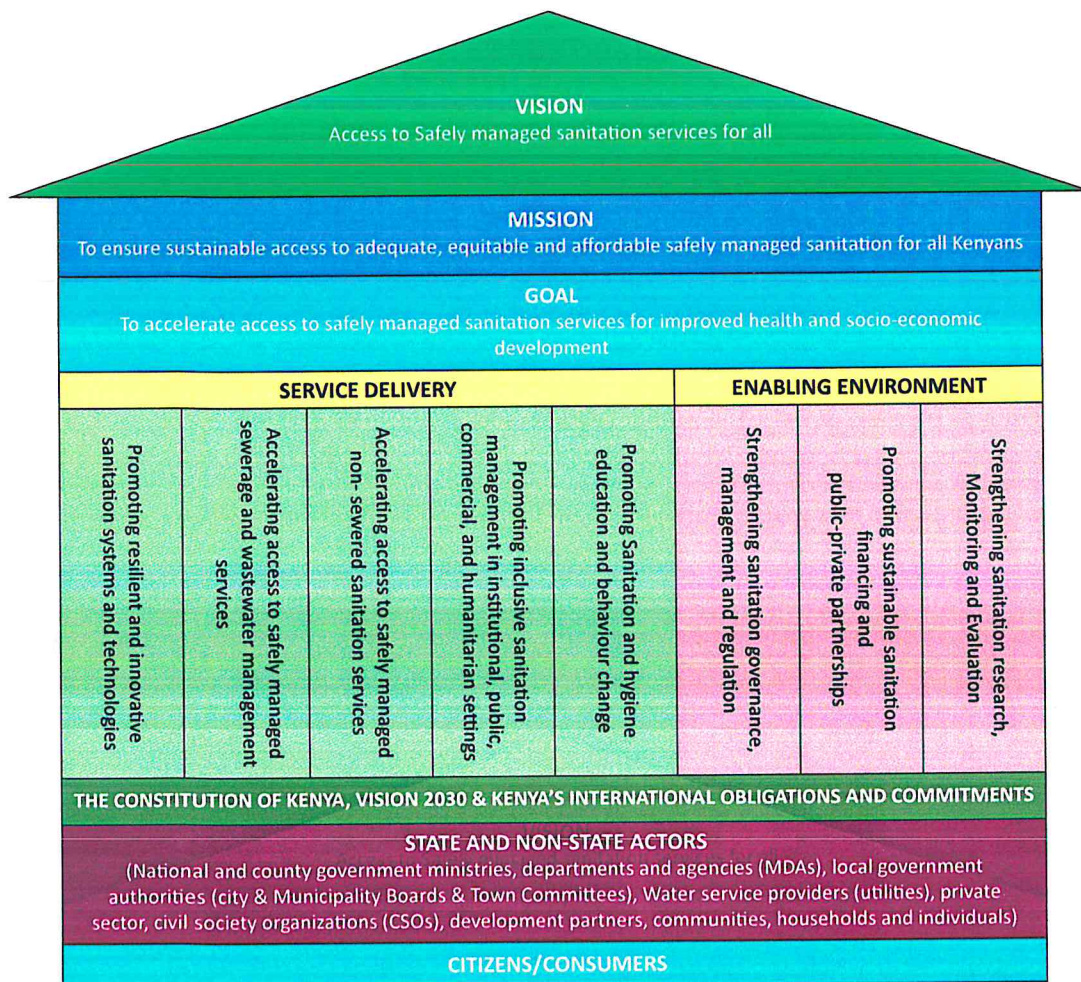 VISION
Access to Safely managed sanitation services for all
MISSION
To ensure sustainable access to adequate, equitable and affordable safely managed sanitation for all Kenyans
GOAL
To accelerate access to safely managed sanitation services for improved health and socio-economic
development
SERVICE DELIVERY
ENABLING ENVIRONMENT
Promoting resilient and innovative
sanitation systems and technologies
Accelerating access to safely managed
sewerage and wastewater management
services
Accelerating access to safely managed
non- sewered sanitation services
Promoting inclusive sanitation
management in institutional, public,
commercial, and humanitarian settings
Promoting Sanitation and hygiene
education and behaviour change
Strengthening sanitation governance,
management and regulation
Promoting sustainable sanitation
financing and
public-private partnerships
Strengthening sanitation research,
Monitoring and Evaluation
THE CONSTITUTION OF KENYA, VISION 2030 & KENYA'S INTERNATIONAL OBLIGATIONS AND COMMITMENTS
STATE AND NON-STATE ACTORS
(National and county government ministries, departments and agencies (MDAs), local government
authorities (city & Municipality Boards & Town Committees), Water service providers (utilities), private
sector, civil society organizations (CSOs), development partners, communities, households and individuals)
CITIZENS/CONSUMERS